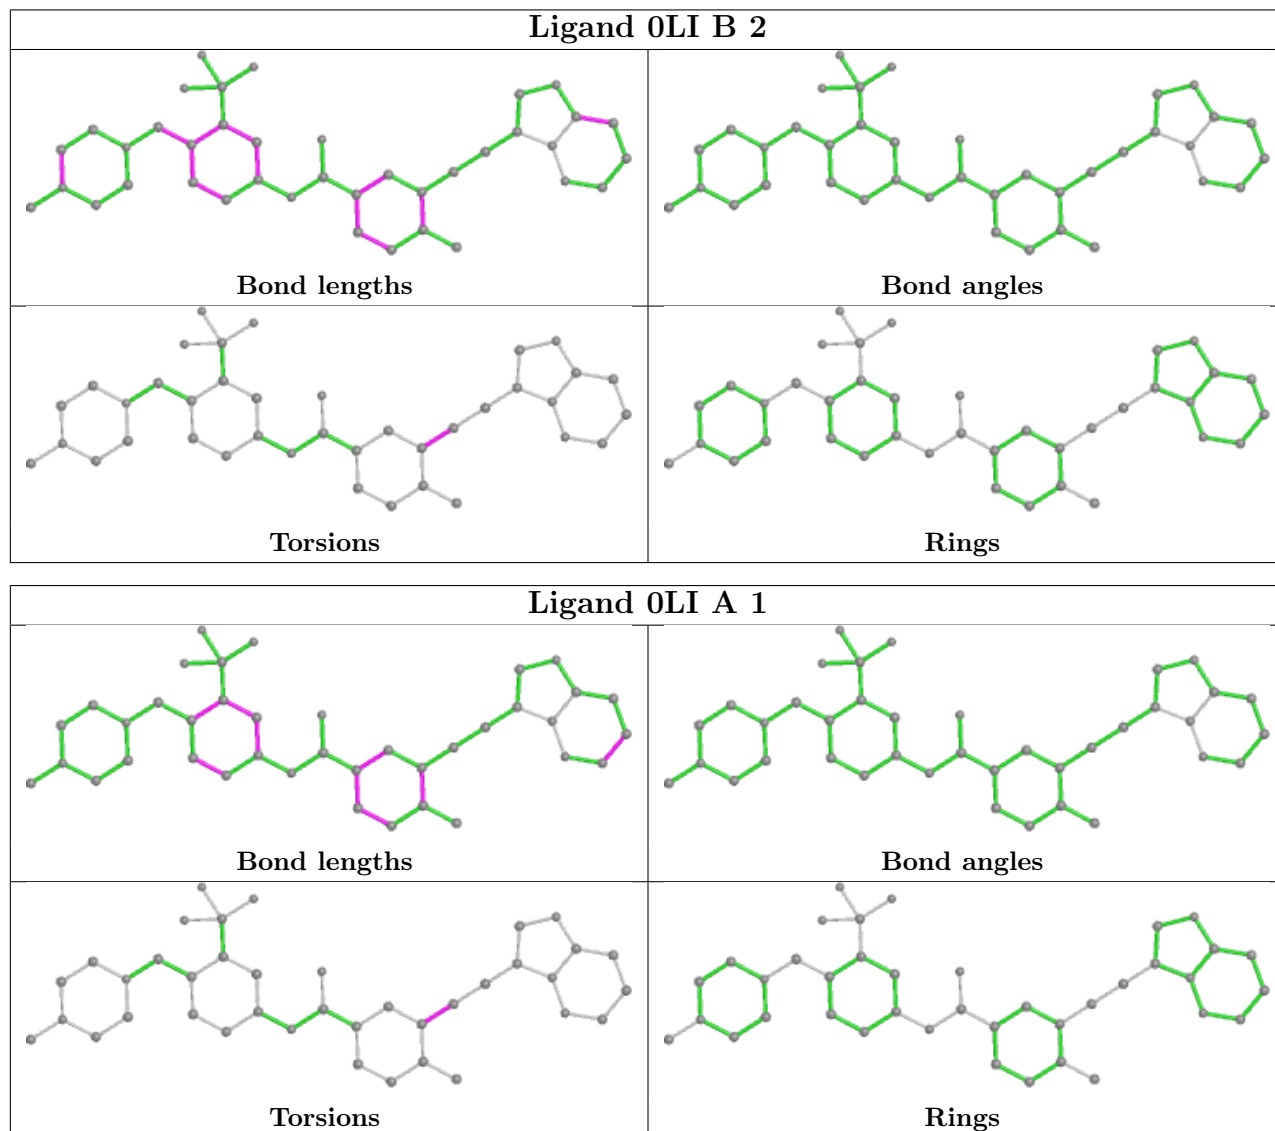 Ligand 0LI B 2
Bond lengths
Bond angles
Torsions
Rings
Ligand 0LI A 1
Bond lengths
Bond angles
Torsions
Rings